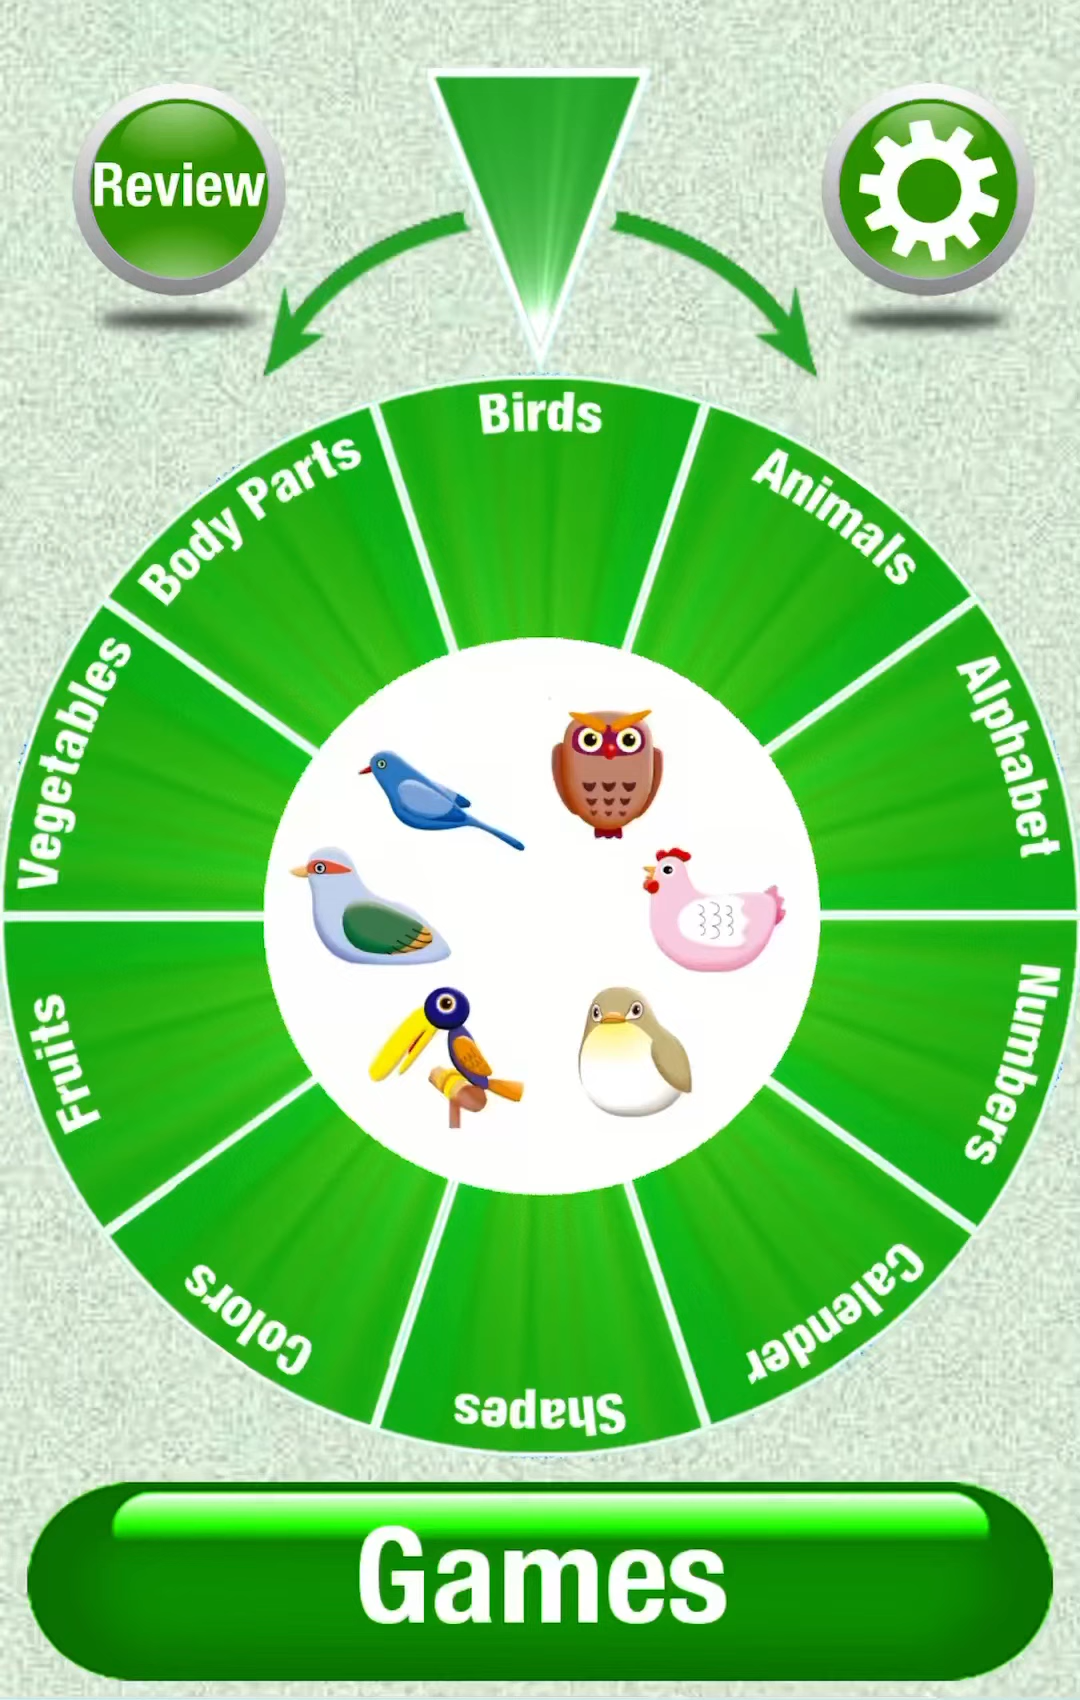 Review
Birds
Animals
Alphabet
Numbers
Calender
Shapes
Colors
Fruits
Vegetables
Body Parts
Games